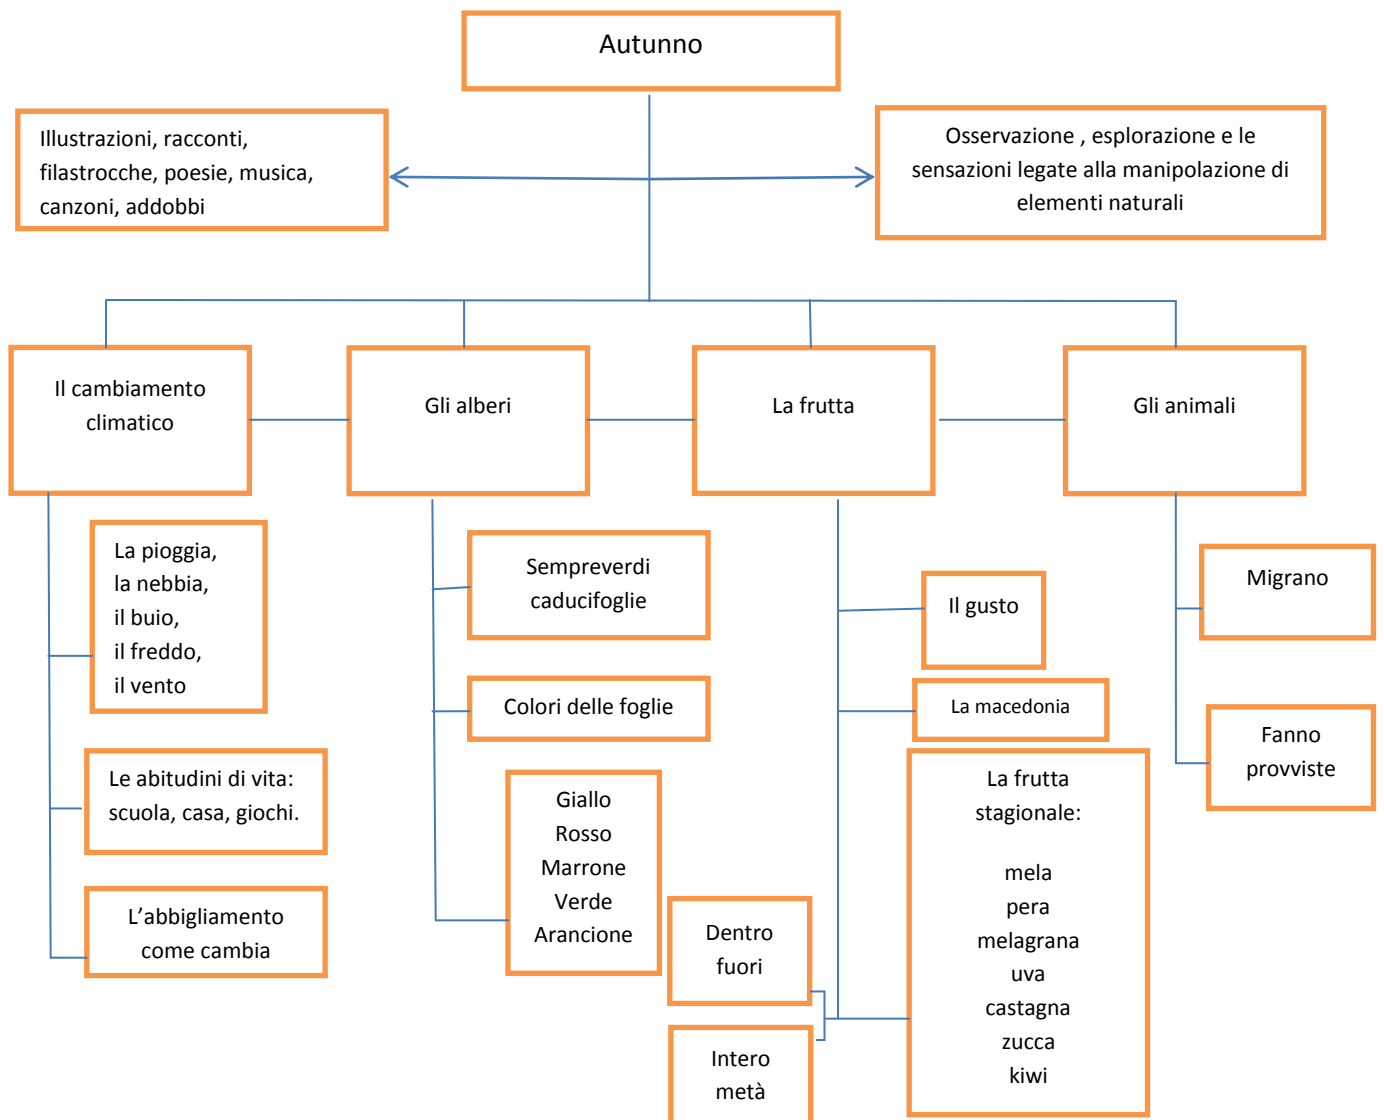 Autunno
Illustrazioni, racconti,
filastrocche, poesie, musica,
canzoni, addobbi
Osservazione , esplorazione e le
sensazioni legate alla manipolazione di
elementi naturali
Il cambiamento
climatico
Gli alberi
La frutta
Gli animali
La pioggia,
la nebbia,
il buio,
il freddo,
il vento
Le abitudini di vita:
scuola, casa, giochi.
L’abbigliamento
come cambia
Sempreverdi
caducifoglie
Colori delle foglie
Giallo
Rosso
Marrone
Verde
Arancione
Il gusto
La macedonia
La frutta
stagionale:
mela
pera
melagrana
uva
castagna
zucca
kiwi
Dentro
fuori
Intero
metà
Migrano
Fanno
provviste